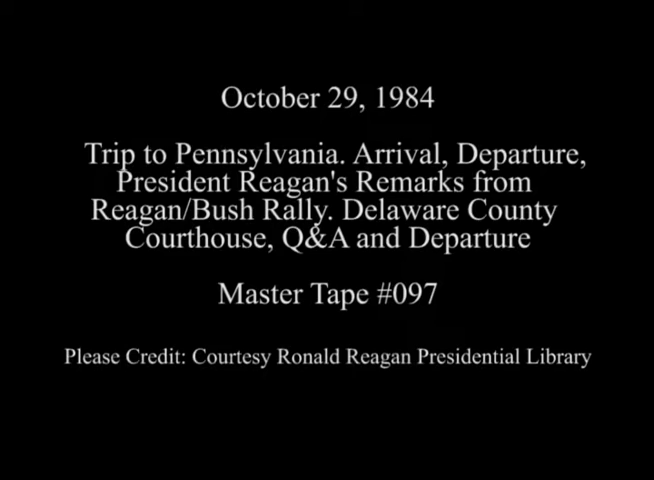 October 29, 1984
Trip to Pennsylvania. Arrival, Departure,
President Reagan's Remarks from
Reagan/Bush Rally. Delaware County
Courthouse, Q&A and Departure
Master Tape #097
Please Credit: Courtesy Ronald Reagan Presidential Library